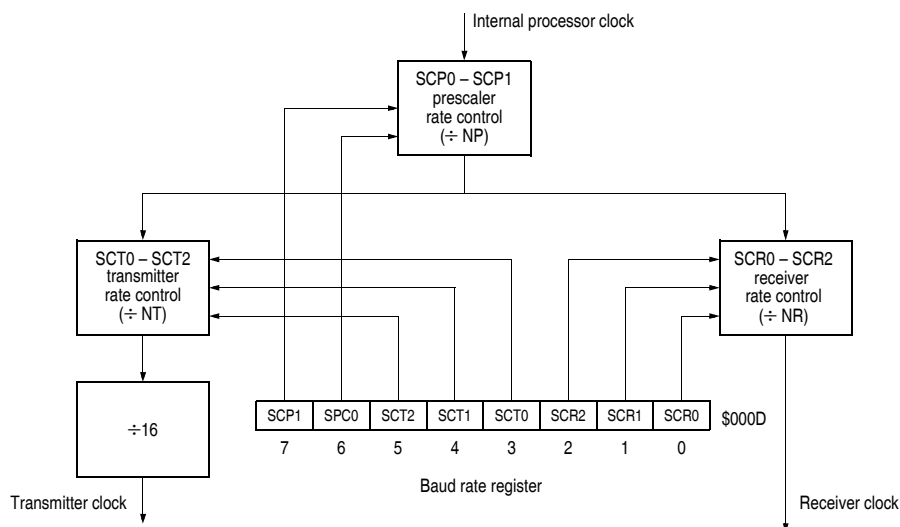 Internal processor clock
SCP0 – SCP1
prescaler
rate control
(÷ NP)
SCT0 – SCT2
transmitter
rate control
(÷ NT)
SCR0 – SCR2
receiver
rate control
(÷ NR)
÷16
SCP1 SPC0 SCT2 SCT1 SCT0 SCR2 SCR1 SCR0 $000D
7 6 5 4 3 2 1 0
Baud rate register
Transmitter clock
Receiver clock